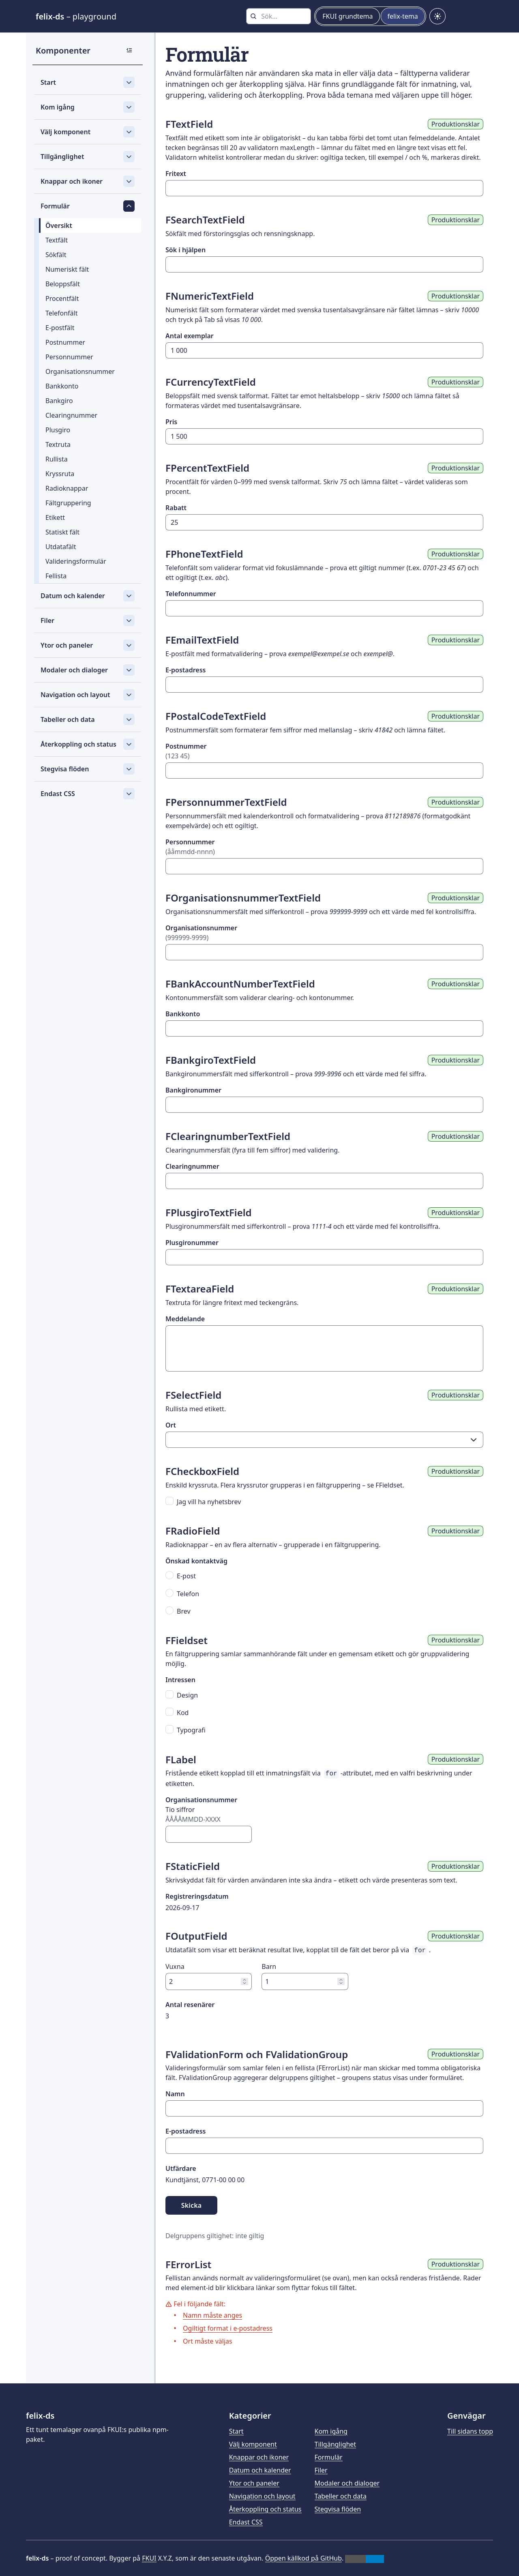 felix-ds – playground
Sök...
FKUI grundtema
felix-tema
Komponenter
Start
Kom igång
Välj komponent
Tillgänglighet
Knappar och ikoner
Formulär
Översikt
Textfält
Sökfält
Numeriskt fält
Beloppsfält
Procentfält
Telefonfält
E-postfält
Postnummer
Personnummer
Organisationsnummer
Bankkonto
Bankgiro
Clearingnummer
Plusgiro
Textruta
Rullista
Kryssruta
Radioknappar
Fältgruppering
Etikett
Statiskt fält
Utdatafält
Valideringsformulär
Fellista
Datum och kalender
Filer
Ytor och paneler
Modaler och dialoger
Navigation och layout
Tabeller och data
Återkoppling och status
Stegvisa flöden
Endast CSS
Formulär
Använd formulärfälten när användaren ska mata in eller välja data – fälttyperna validerar
inmatningen och ger återkoppling själva. Här finns grundläggande fält för inmatning, val,
gruppering, validering och återkoppling. Prova båda temana med väljaren uppe till höger.
FTextField
Produktionsklar
Textfält med etikett som inte är obligatoriskt – du kan tabba förbi det tomt utan felmeddelande. Antalet
tecken begränsas till 20 av validatorn maxLength – lämnar du fältet med en längre text visas ett fel.
Validatorn whitelist kontrollerar medan du skriver: ogiltiga tecken, till exempel / och %, markeras direkt.
Fritext
FSearchTextField
Produktionsklar
Sökfält med förstoringsglas och rensningsknapp.
Sök i hjälpen
FNumericTextField
Produktionsklar
Numeriskt fält som formaterar värdet med svenska tusentalsavgränsare när fältet lämnas – skriv 10000
och tryck på Tab så visas 10 000.
Antal exemplar
1 000
FCurrencyTextField
Produktionsklar
Beloppsfält med svensk talformat. Fältet tar emot heltalsbelopp – skriv 15000 och lämna fältet så
formateras värdet med tusentalsavgränsare.
Pris
1 500
FPercentTextField
Produktionsklar
Procentfält för värden 0–999 med svensk talformat. Skriv 75 och lämna fältet – värdet valideras som
procent.
Rabatt
25
FPhoneTextField
Produktionsklar
Telefonfält som validerar format vid fokuslämnande – prova ett giltigt nummer (t.ex. 0701-23 45 67) och
ett ogiltigt (t.ex. abc).
Telefonnummer
FEmailTextField
Produktionsklar
E-postfält med formatvalidering – prova exempel@exempel.se och exempel@.
E-postadress
FPostalCodeTextField
Produktionsklar
Postnummersfält som formaterar fem siffror med mellanslag – skriv 41842 och lämna fältet.
Postnummer
(123 45)
FPersonnummerTextField
Produktionsklar
Personnummersfält med kalenderkontroll och formatvalidering – prova 8112189876 (formatgodkänt
exempelvärde) och ett ogiltigt.
Personnummer
(ååmmdd-nnnn)
FOrganisationsnummerTextField
Produktionsklar
Organisationsnummersfält med sifferkontroll – prova 999999-9999 och ett värde med fel kontrollsiffra.
Organisationsnummer
(999999-9999)
FBankAccountNumberTextField
Produktionsklar
Kontonummersfält som validerar clearing- och kontonummer.
Bankkonto
FBankgiroTextField
Produktionsklar
Bankgironummersfält med sifferkontroll – prova 999-9996 och ett värde med fel siffra.
Bankgironummer
FClearingnumberTextField
Produktionsklar
Clearingnummersfält (fyra till fem siffror) med validering.
Clearingnummer
FPlusgiroTextField
Produktionsklar
Plusgironummersfält med sifferkontroll – prova 1111-4 och ett värde med fel kontrollsiffra.
Plusgironummer
FTextareaField
Produktionsklar
Textruta för längre fritext med teckengräns.
Meddelande
FSelectField
Produktionsklar
Rullista med etikett.
Ort
FCheckboxField
Produktionsklar
Enskild kryssruta. Flera kryssrutor grupperas i en fältgruppering – se FFieldset.
Jag vill ha nyhetsbrev
FRadioField
Produktionsklar
Radioknappar – en av flera alternativ – grupperade i en fältgruppering.
Önskad kontaktväg
E-post
Telefon
Brev
FFieldset
Produktionsklar
En fältgruppering samlar sammanhörande fält under en gemensam etikett och gör gruppvalidering
möjlig.
Intressen
Design
Kod
Typografi
FLabel
Produktionsklar
Fristående etikett kopplad till ett inmatningsfält via for -attributet, med en valfri beskrivning under
etiketten.
Organisationsnummer
Tio siffror
ÅÅÅÅMMDD-XXXX
FStaticField
Produktionsklar
Skrivskyddat fält för värden användaren inte ska ändra – etikett och värde presenteras som text.
Registreringsdatum
2026-09-17
FOutputField
Produktionsklar
Utdatafält som visar ett beräknat resultat live, kopplat till de fält det beror på via for .
Vuxna
Barn
2
1
Antal resenärer
3
FValidationForm och FValidationGroup
Produktionsklar
Valideringsformulär som samlar felen i en fellista (FErrorList) när man skickar med tomma obligatoriska
fält. FValidationGroup aggregerar delgruppens giltighet – groupens status visas under formuläret.
Namn
E-postadress
Utfärdare
Kundtjänst, 0771-00 00 00
Skicka
Delgruppens giltighet: inte giltig
FErrorList
Produktionsklar
Fellistan används normalt av valideringsformuläret (se ovan), men kan också renderas fristående. Rader
med element-id blir klickbara länkar som flyttar fokus till fältet.
Fel i följande fält:
• Namn måste anges
• Ogiltigt format i e-postadress
• Ort måste väljas
felix-ds
Ett tunt temalager ovanpå FKUI:s publika npm-
paket.
Kategorier
Start
Kom igång
Välj komponent
Tillgänglighet
Knappar och ikoner
Formulär
Datum och kalender
Filer
Ytor och paneler
Modaler och dialoger
Navigation och layout
Tabeller och data
Återkoppling och status
Stegvisa flöden
Endast CSS
Genvägar
Till sidans topp
felix-ds – proof of concept. Bygger på FKUI X.Y.Z, som är den senaste utgåvan. Öppen källkod på GitHub.